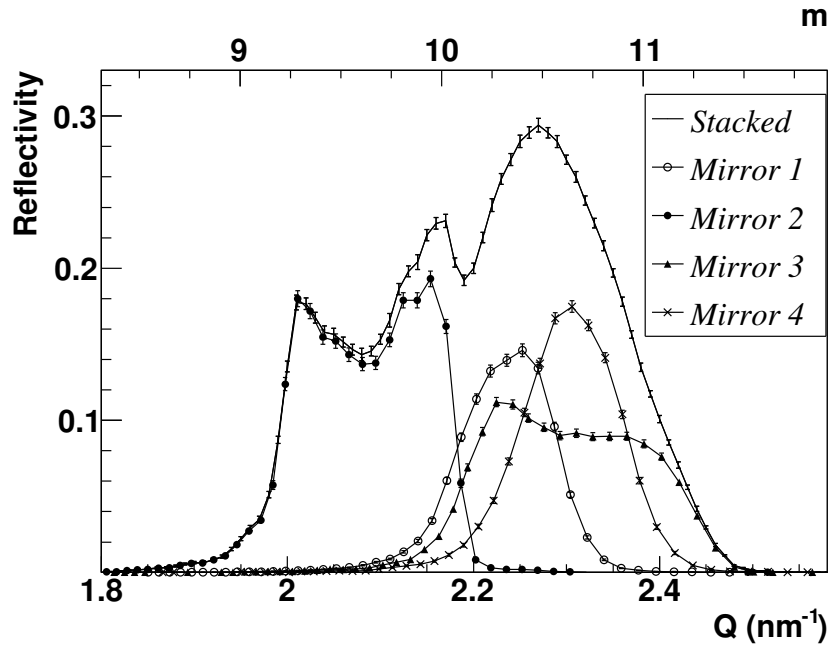 m
9 10 11
Reflectivity
0.3
0.2
0.1
Stacked
Mirror 1
Mirror 2
Mirror 3
Mirror 4
1.8 2 2.2 2.4
Q (nm⁻¹)